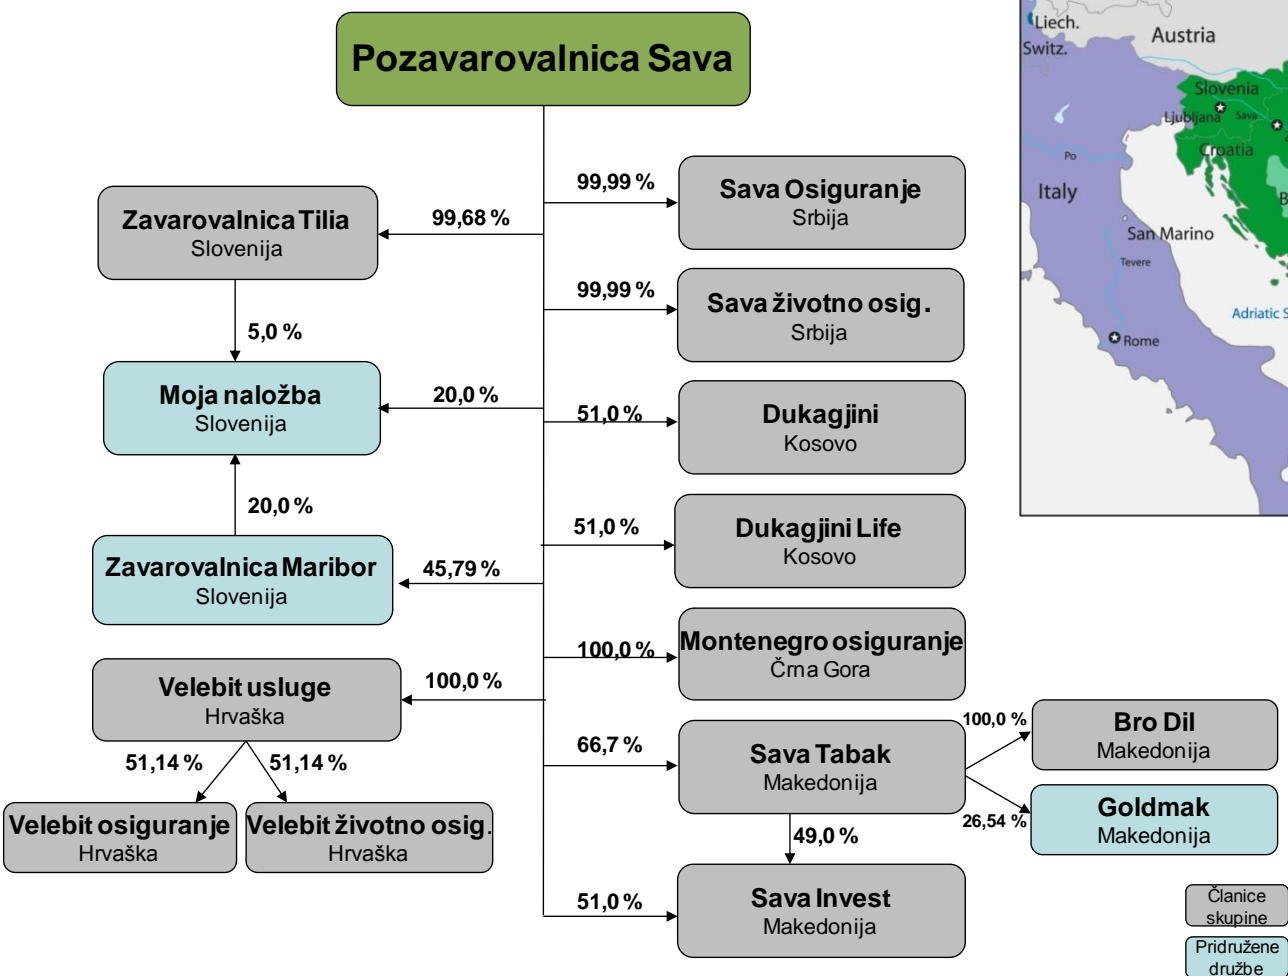 Pozavarovalnica Sava
99,99 %
Sava Osiguranje
Srbija
Zavarovalnica Tilia
Slovenija
99,68 %
99,99 %
Sava životno osig.
Srbija
5,0 %
Moja naložba
Slovenija
20,0 %
51,0 %
Dukagjini
Kosovo
20,0 %
51,0 %
Dukagjini Life
Kosovo
Zavarovalnica Maribor
Slovenija
45,79 %
100,0 %
Montenegro osiguranje
Črna Gora
Velebit usluge
Hrvaška
100,0 %
51,14 %
51,14 %
Velebit osiguranje
Hrvaška
Velebit životno osig.
Hrvaška
66,7 %
Sava Tabak
Makedonija
100,0 %
Bro Dil
Makedonija
26,54 %
Goldmak
Makedonija
49,0 %
51,0 %
Sava Invest
Makedonija
Članice
skupine
Pridružene
družbe
Liech.
Switz.
Austria
Slovenia
Ljubljana
Sava
Croatia
Po
Italy
San Marino
Tevere
Adriatic S
Rome
B